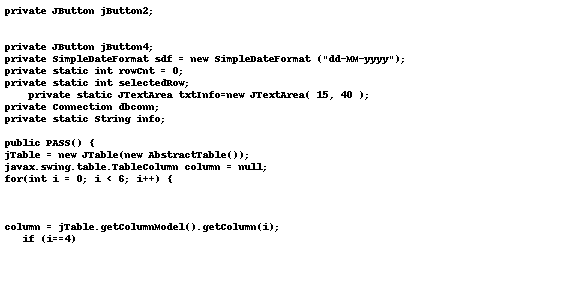 private JButton jButton2;
private JButton jButton4;
private SimpleDateFormat sdf = new SimpleDateFormat ("dd-MM-yyyy");
private static int rowCnt = 0;
private static int selectedRow;
private static JTextArea txtInfo=new JTextArea( 15, 40 );
private Connection dbconn;
private static String info;
public PASS() {
jTable = new JTable(new AbstractTable());
javax.swing.table.TableColumn column = null;
for(int i = 0; i < 6; i++) {
column = jTable.getColumnModel().getColumn(i);
if (i==4)